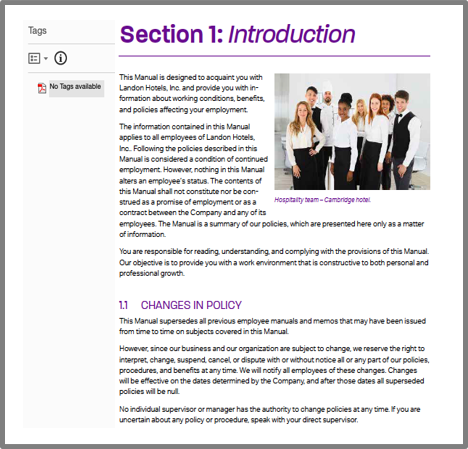 Tags
No Tags available
Section 1: Introduction
This Manual is designed to acquaint you with
Landon Hotels, Inc. and provide you with in-
formation about working conditions, benefits,
and policies affecting your employment.
The information contained in this Manual
applies to all employees of Landon Hotels,
Inc.. Following the policies described in this
Manual is considered a condition of continued
employment. However, nothing in this Manual
alters an employee's status. The contents of
this Manual shall not constitute nor be con-
strued as a promise of employment or as a
contract between the Company and any of its
employees. The Manual is a summary of our policies, which are presented here only as a matter
of information.
Hospitality team – Cambridge hotel.
You are responsible for reading, understanding, and complying with the provisions of this Manual.
Our objective is to provide you with a work environment that is constructive to both personal and
professional growth.
1.1 CHANGES IN POLICY
This Manual supersedes all previous employee manuals and memos that may have been issued
from time to time on subjects covered in this Manual.
However, since our business and our organization are subject to change, we reserve the right to
interpret, change, suspend, cancel, or dispute with or without notice all or any part of our policies,
procedures, and benefits at any time. We will notify all employees of these changes. Changes
will be effective on the dates determined by the Company, and after those dates all superseded
policies will be null.
No individual supervisor or manager has the authority to change policies at any time. If you are
uncertain about any policy or procedure, speak with your direct supervisor.